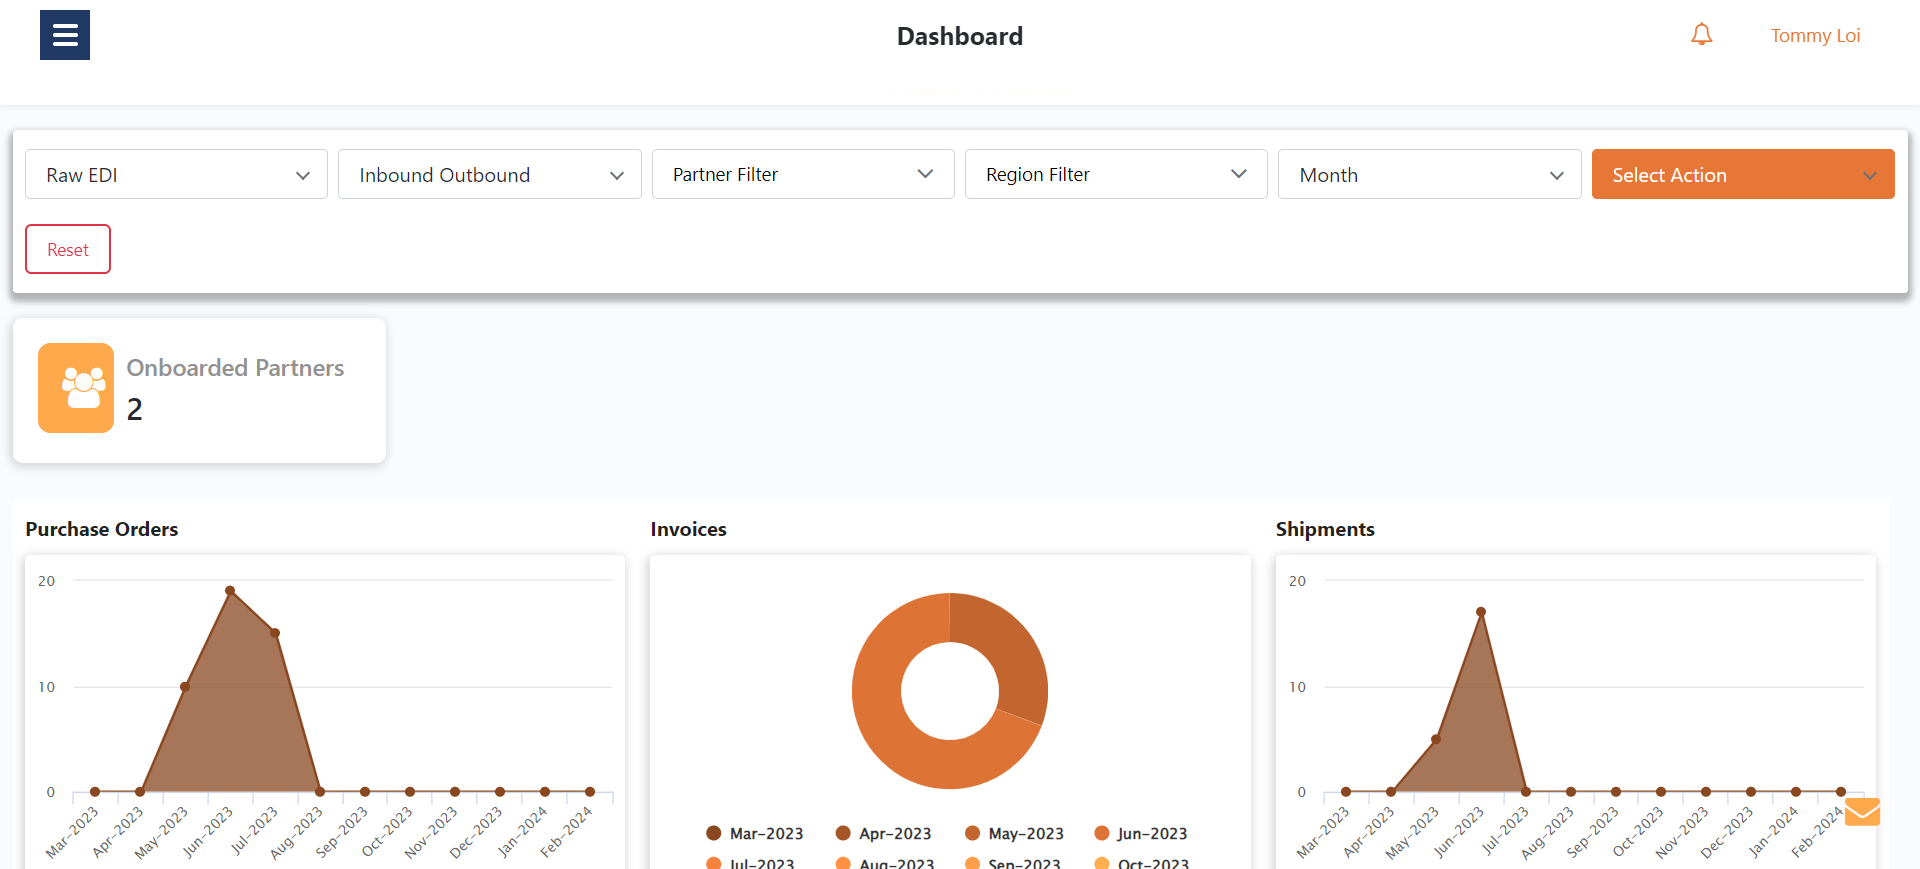 Dashboard
Tommy Loi
Raw EDI
Inbound Outbound
Partner Filter
Region Filter
Month
Select Action
Reset
Onboarded Partners
2
Purchase Orders
20
10
0
Mar-2023
Apr-2023
May-2023
Jun-2023
Jul-2023
Aug-2023
Sep-2023
Oct-2023
Nov-2023
Dec-2023
Jan-2024
Feb-2024
Invoices
Mar-2023
Apr-2023
May-2023
Jun-2023
Jul-2023
Aug-2023
Sep-2023
Oct-2023
Shipments
20
10
0
Mar-2023
Apr-2023
May-2023
Jun-2023
Jul-2023
Aug-2023
Sep-2023
Oct-2023
Nov-2023
Dec-2023
Jan-2024
Feb-2024